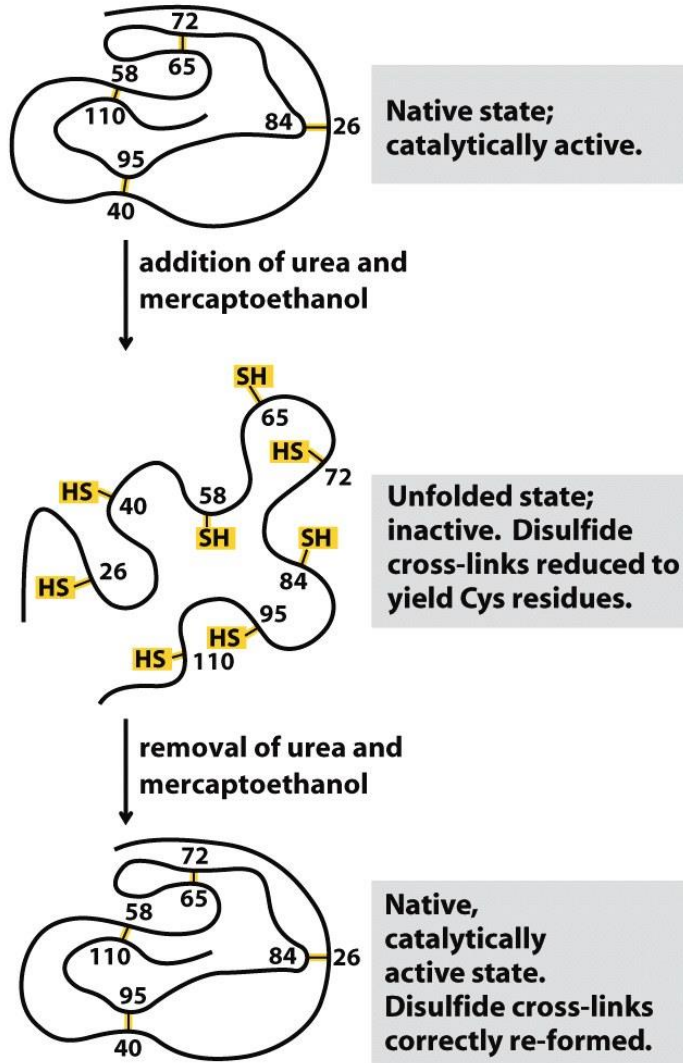 72
58
65
110
84
26
95
40
Native state;
catalytically active.
addition of urea and
mercaptoethanol
SH
65
HS
72
HS
40
58
SH
SH
HS
26
84
HS
95
HS
110
Unfolded state;
inactive. Disulfide
cross-links reduced to
yield Cys residues.
removal of urea and
mercaptoethanol
72
58
65
110
84
26
95
40
Native,
catalytically
active state.
Disulfide cross-links
correctly re-formed.